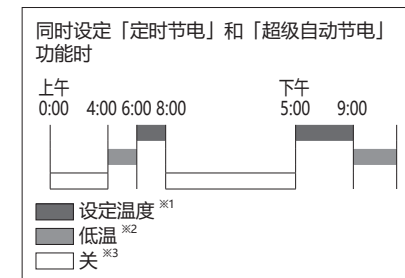 同时设定「定时节电」和「超级自动节电」
功能时
上午 下午
0:00 4:00 6:00 8:00 5:00 9:00
设定温度 ※1
低温 ※2
关 ※3